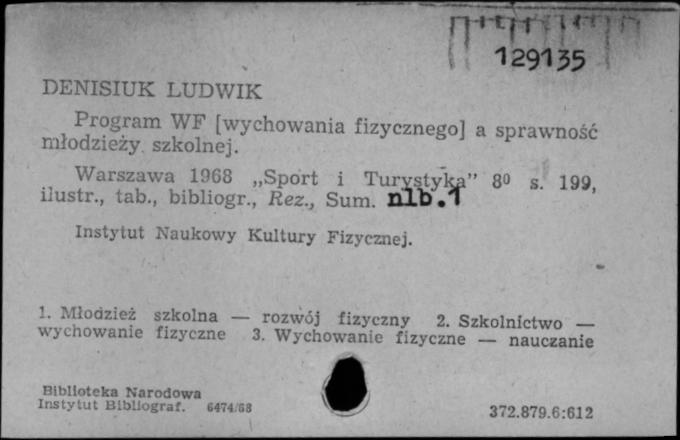 129135
DENISIUK LUDWIK
Program WF [wychowania fizycznego] a sprawność
młodzieży szkolnej.
Warszawa 1968 „Sport i Turystyka” 8⁰ s. 199,
ilustr., tab., bibliogr., Rez., Sum. nlb.1
Instytut Naukowy Kultury Fizycznej.
1. Młodzież szkolna — rozwój fizyczny 2. Szkolnictwo —
wychowanie fizyczne 3. Wychowanie fizyczne — nauczanie
Biblioteka Narodowa
Instytut Bibliograf. 6474/68
372.879.6:612